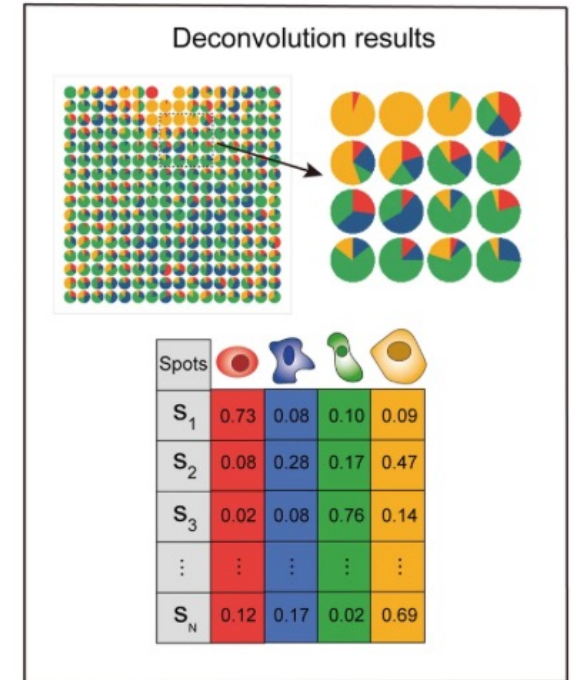 Deconvolution results
Spots
S1 0.73 0.08 0.10 0.09
S2 0.08 0.28 0.17 0.47
S3 0.02 0.08 0.76 0.14
⋮ ⋮ ⋮ ⋮ ⋮
SN 0.12 0.17 0.02 0.69